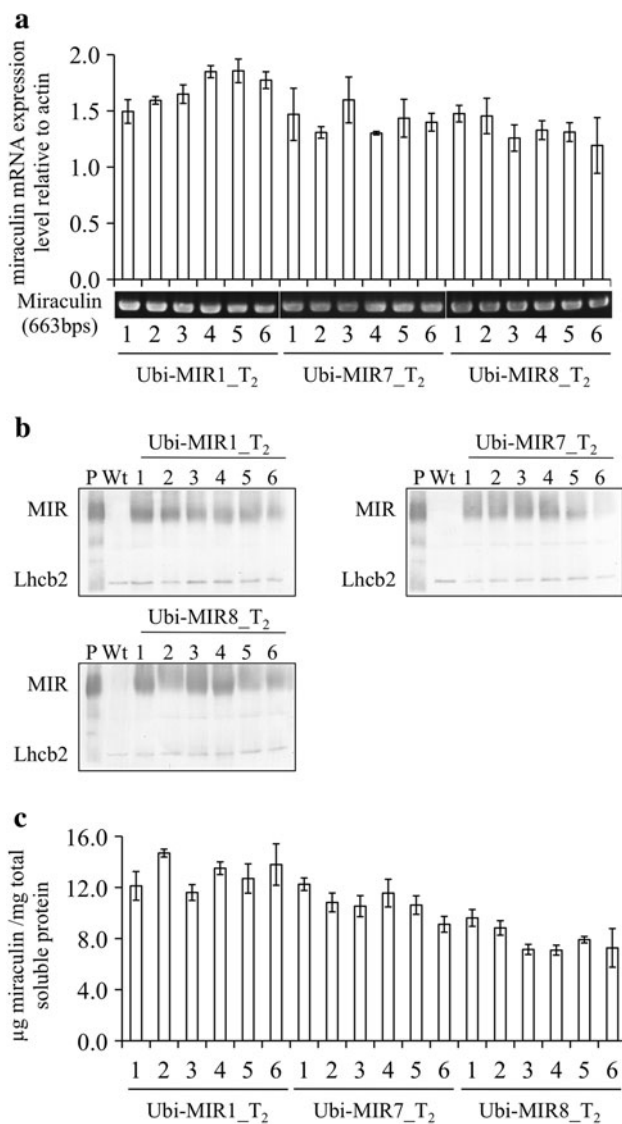 a
miraculin mRNA expression
level relative to actin
2.0
1.5
1.0
0.0
Miraculin
(663bps)
1 2 3 4 5 6 1 2 3 4 5 6 1 2 3 4 5 6
Ubi-MIR1_T2 Ubi-MIR7_T2 Ubi-MIR8_T2
b
Ubi-MIR1_T2
P Wt 1 2 3 4 5 6
MIR
Lhcb2
Ubi-MIR7_T2
P Wt 1 2 3 4 5 6
MIR
Lhcb2
Ubi-MIR8_T2
P Wt 1 2 3 4 5 6
MIR
Lhcb2
c
µg miraculin /mg total
soluble protein
16.0
12.0
8.0
4.0
0.0
1 2 3 4 5 6 1 2 3 4 5 6 1 2 3 4 5 6
Ubi-MIR1_T2 Ubi-MIR7_T2 Ubi-MIR8_T2